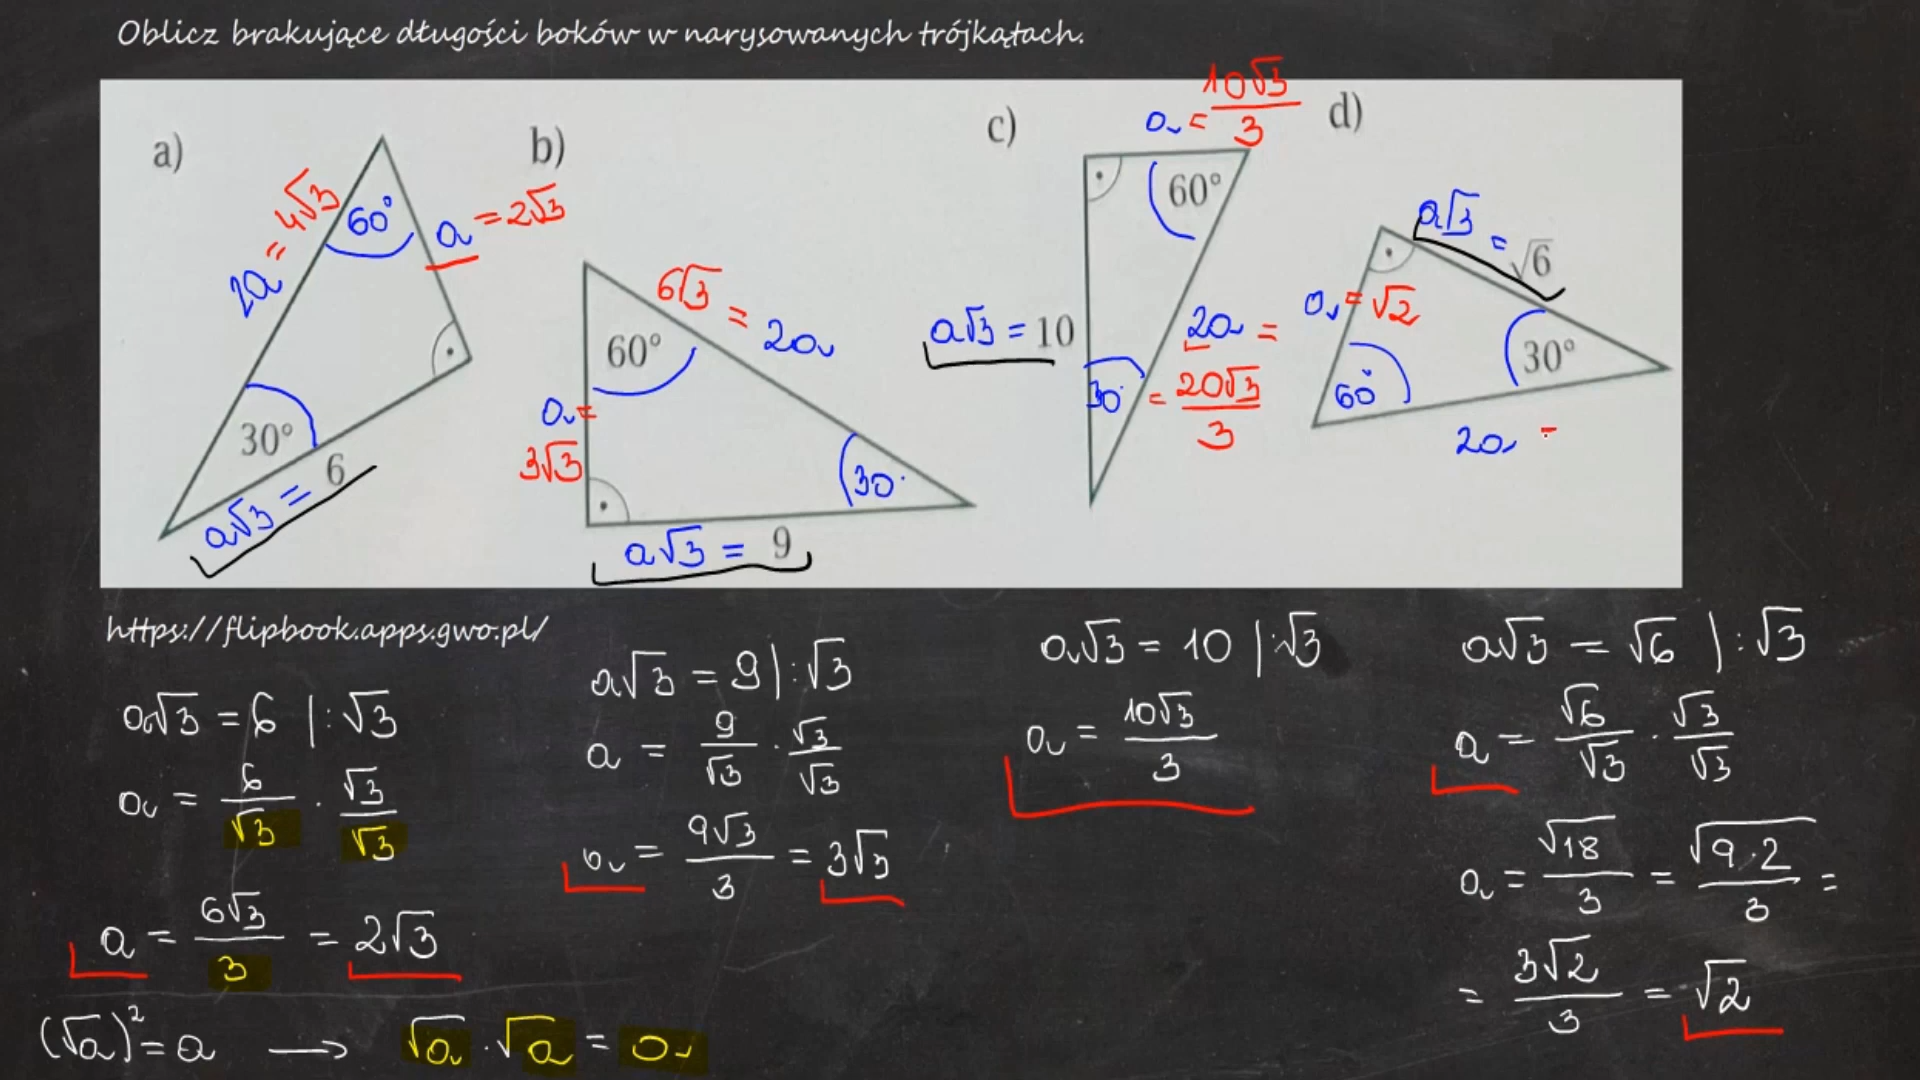 Oblicz brakujące długości boków w narysowanych trójkątach.
a)
2a = 4√3
60°
a = 2√3
30°
a√3 = 6
b)
60°
6√3 = 2a
a =
3√3
30°
a√3 = 9
c)
a = 10√3/3
60°
a√3 = 10
30°
2a =
= 20√3/3
d)
a√3 = √6
a = √2
60°
30°
2a =
https://flipbook.apps.gwo.pl/
a√3 = 6 |:√3
a = 6/√3 · √3/√3
a = 6√3/3 = 2√3
(√a)² = a → √a · √a = a
a√3 = 9 |:√3
a = 9/√3 · √3/√3
a = 9√3/3 = 3√3
a√3 = 10 |:√3
a = 10√3/3
a√3 = √6 |:√3
a = √6/√3 · √3/√3
a = √18/3 = √9·2/3 =
= 3√2/3 = √2